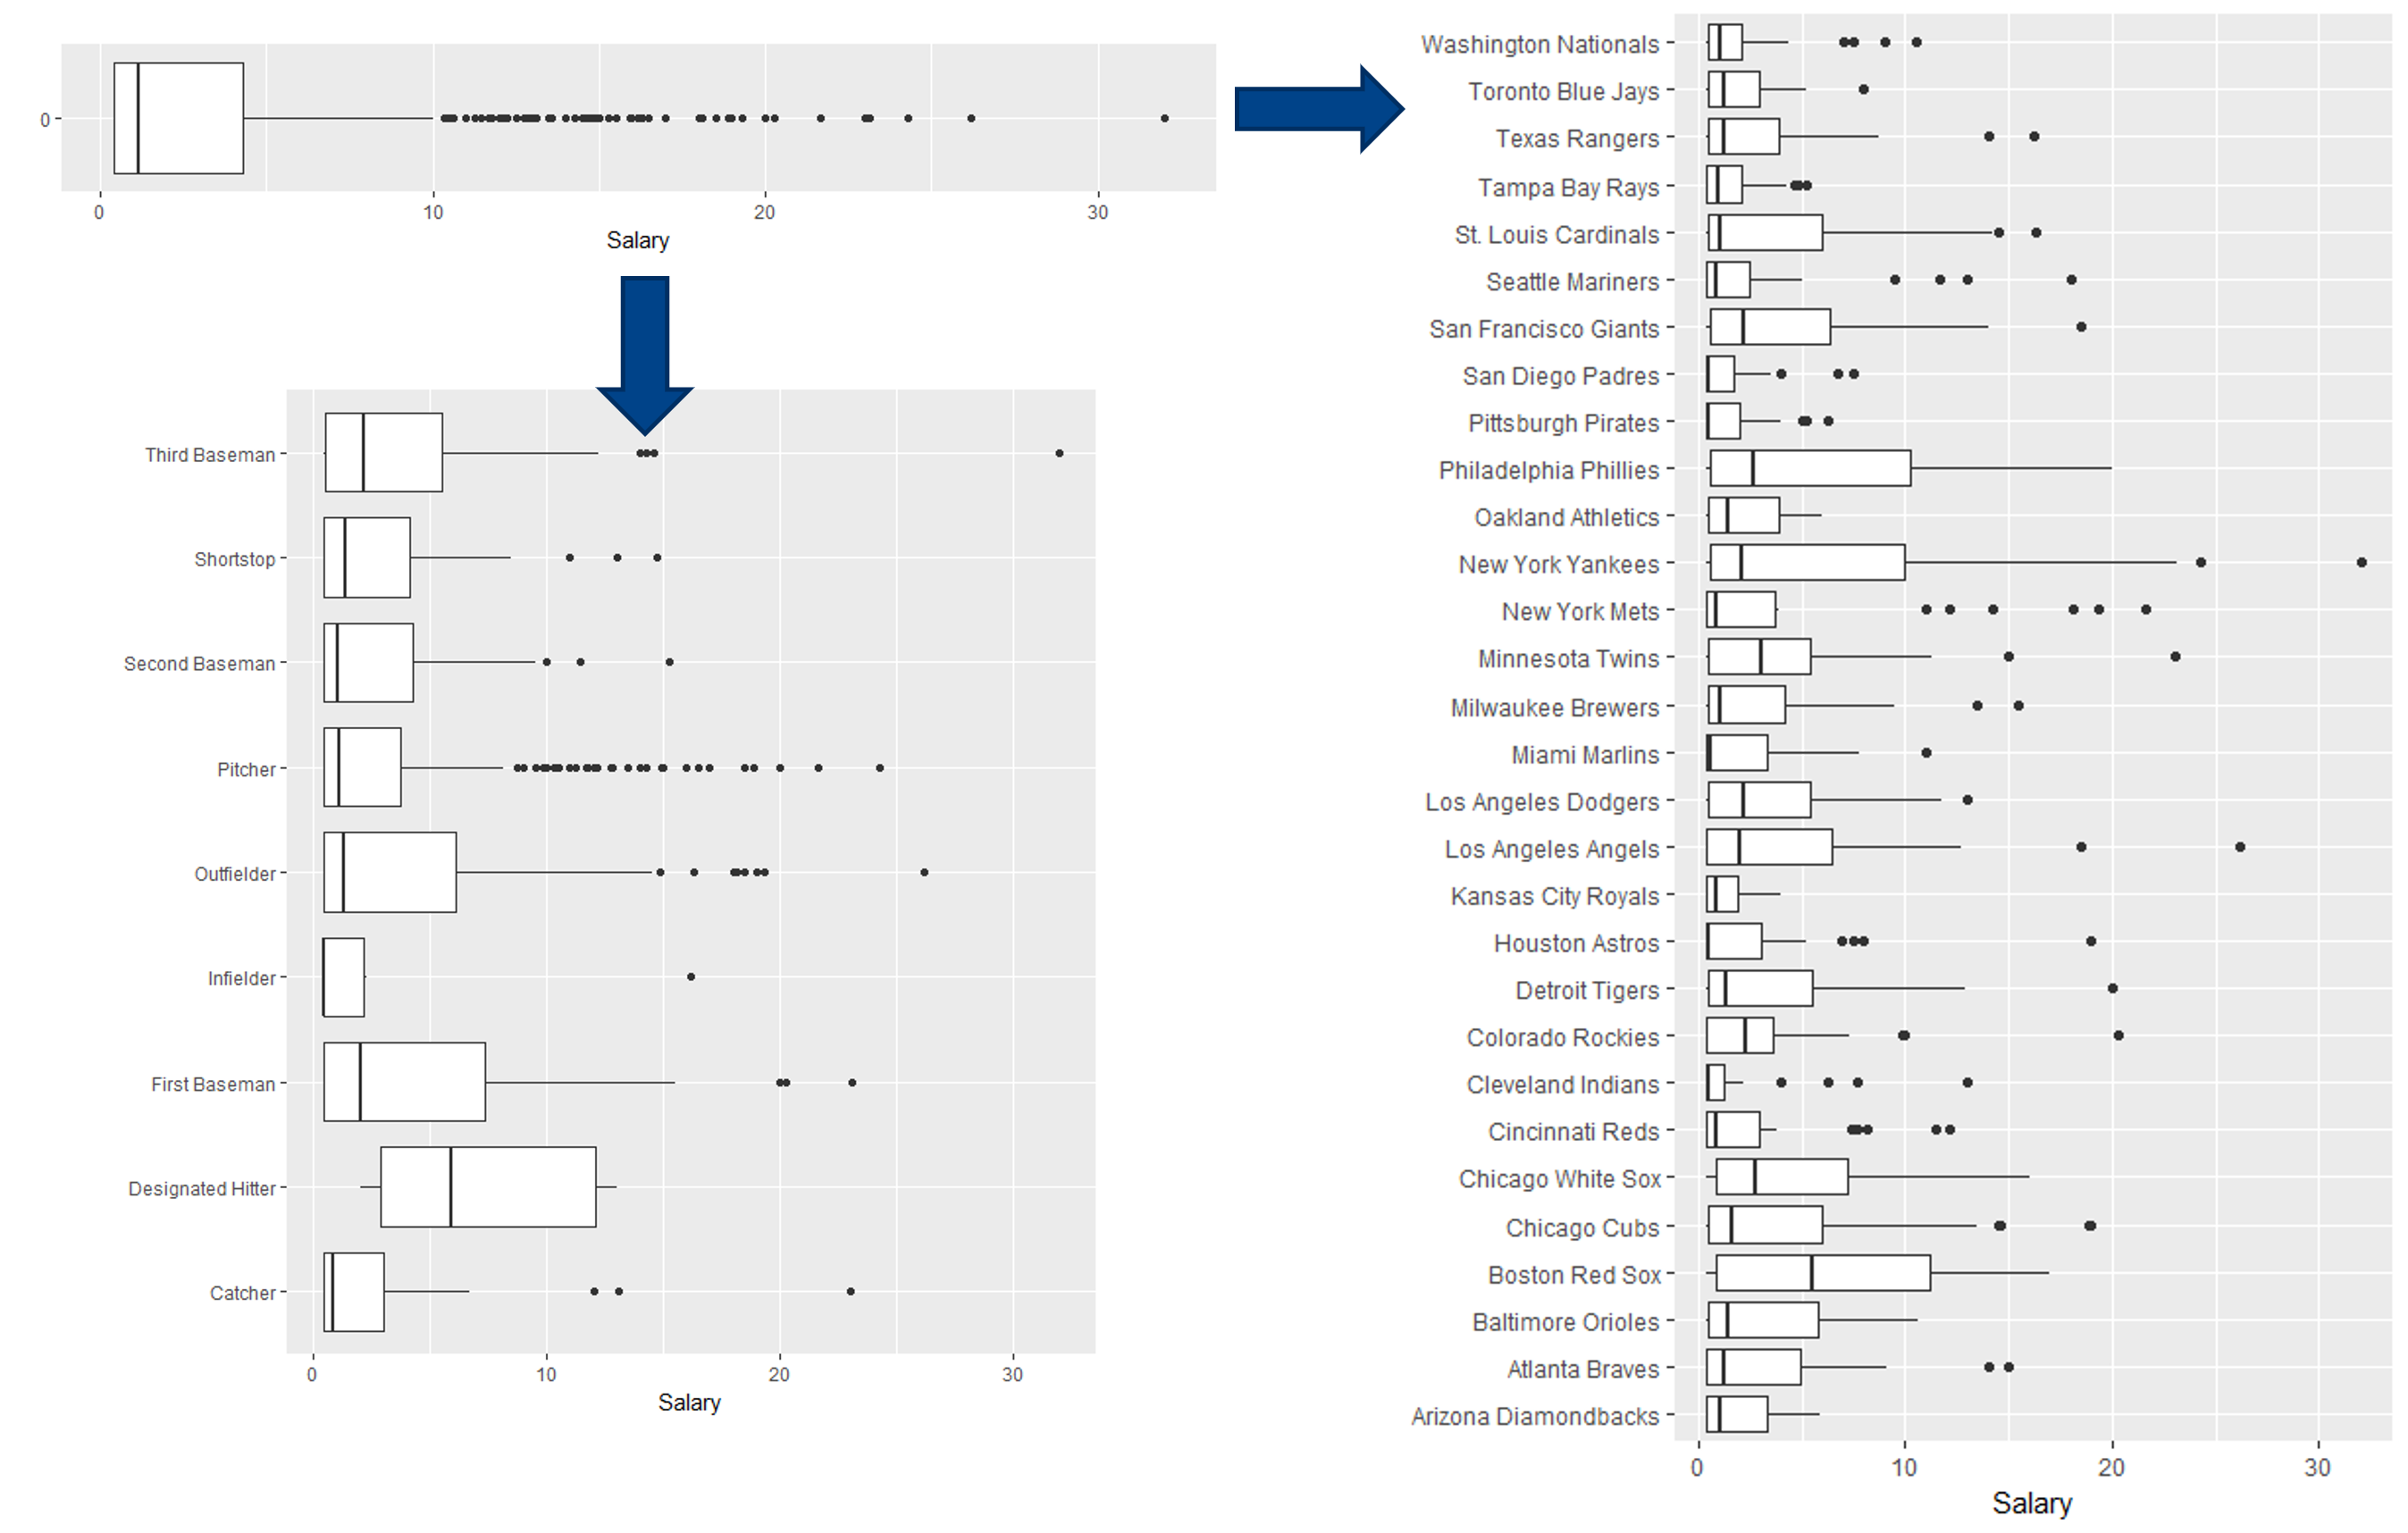 0
0 10 20 30
Salary
Third Baseman
Shortstop
Second Baseman
Pitcher
Outfielder
Infielder
First Baseman
Designated Hitter
Catcher
0 10 20 30
Salary
Washington Nationals
Toronto Blue Jays
Texas Rangers
Tampa Bay Rays
St. Louis Cardinals
Seattle Mariners
San Francisco Giants
San Diego Padres
Pittsburgh Pirates
Philadelphia Phillies
Oakland Athletics
New York Yankees
New York Mets
Minnesota Twins
Milwaukee Brewers
Miami Marlins
Los Angeles Dodgers
Los Angeles Angels
Kansas City Royals
Houston Astros
Detroit Tigers
Colorado Rockies
Cleveland Indians
Cincinnati Reds
Chicago White Sox
Chicago Cubs
Boston Red Sox
Baltimore Orioles
Atlanta Braves
Arizona Diamondbacks
0 10 20 30
Salary